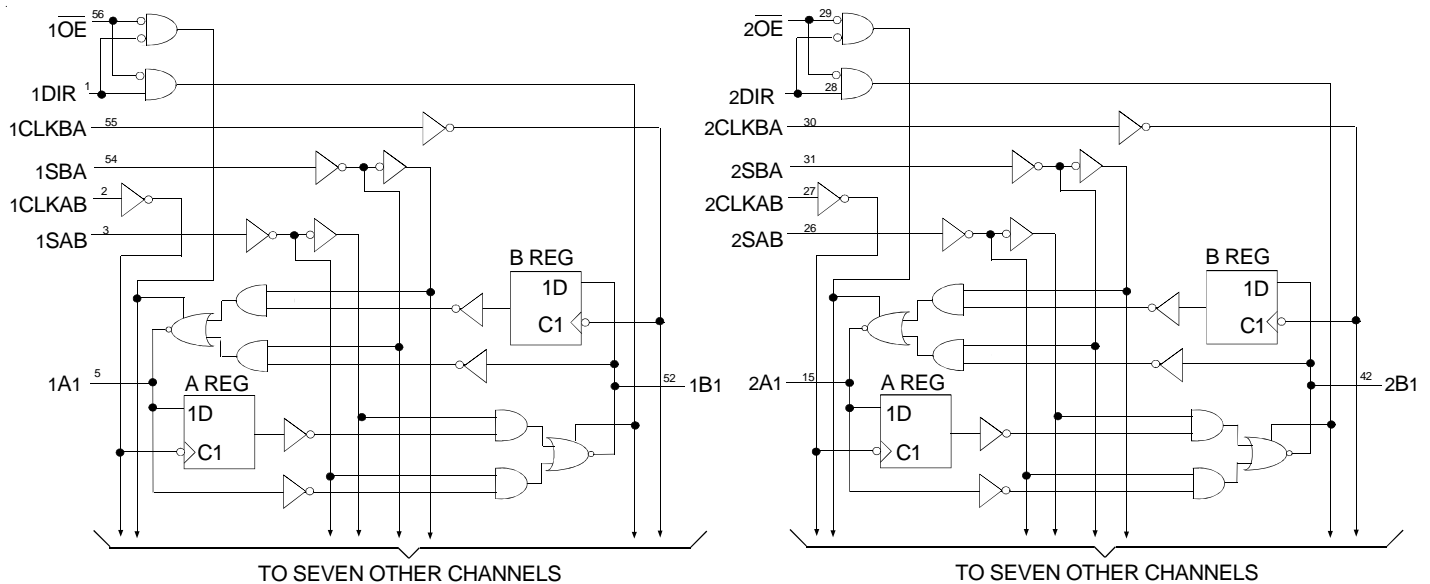 1OE 56
1DIR 1
1CLKBA 55
1SBA 54
1CLKAB 2
1SAB 3
B REG
1D
C1
1A1 5
52 1B1
A REG
1D
C1
TO SEVEN OTHER CHANNELS
2OE 29
2DIR 28
2CLKBA 30
2SBA 31
2CLKAB 27
2SAB 26
B REG
1D
C1
2A1 15
42 2B1
A REG
1D
C1
TO SEVEN OTHER CHANNELS